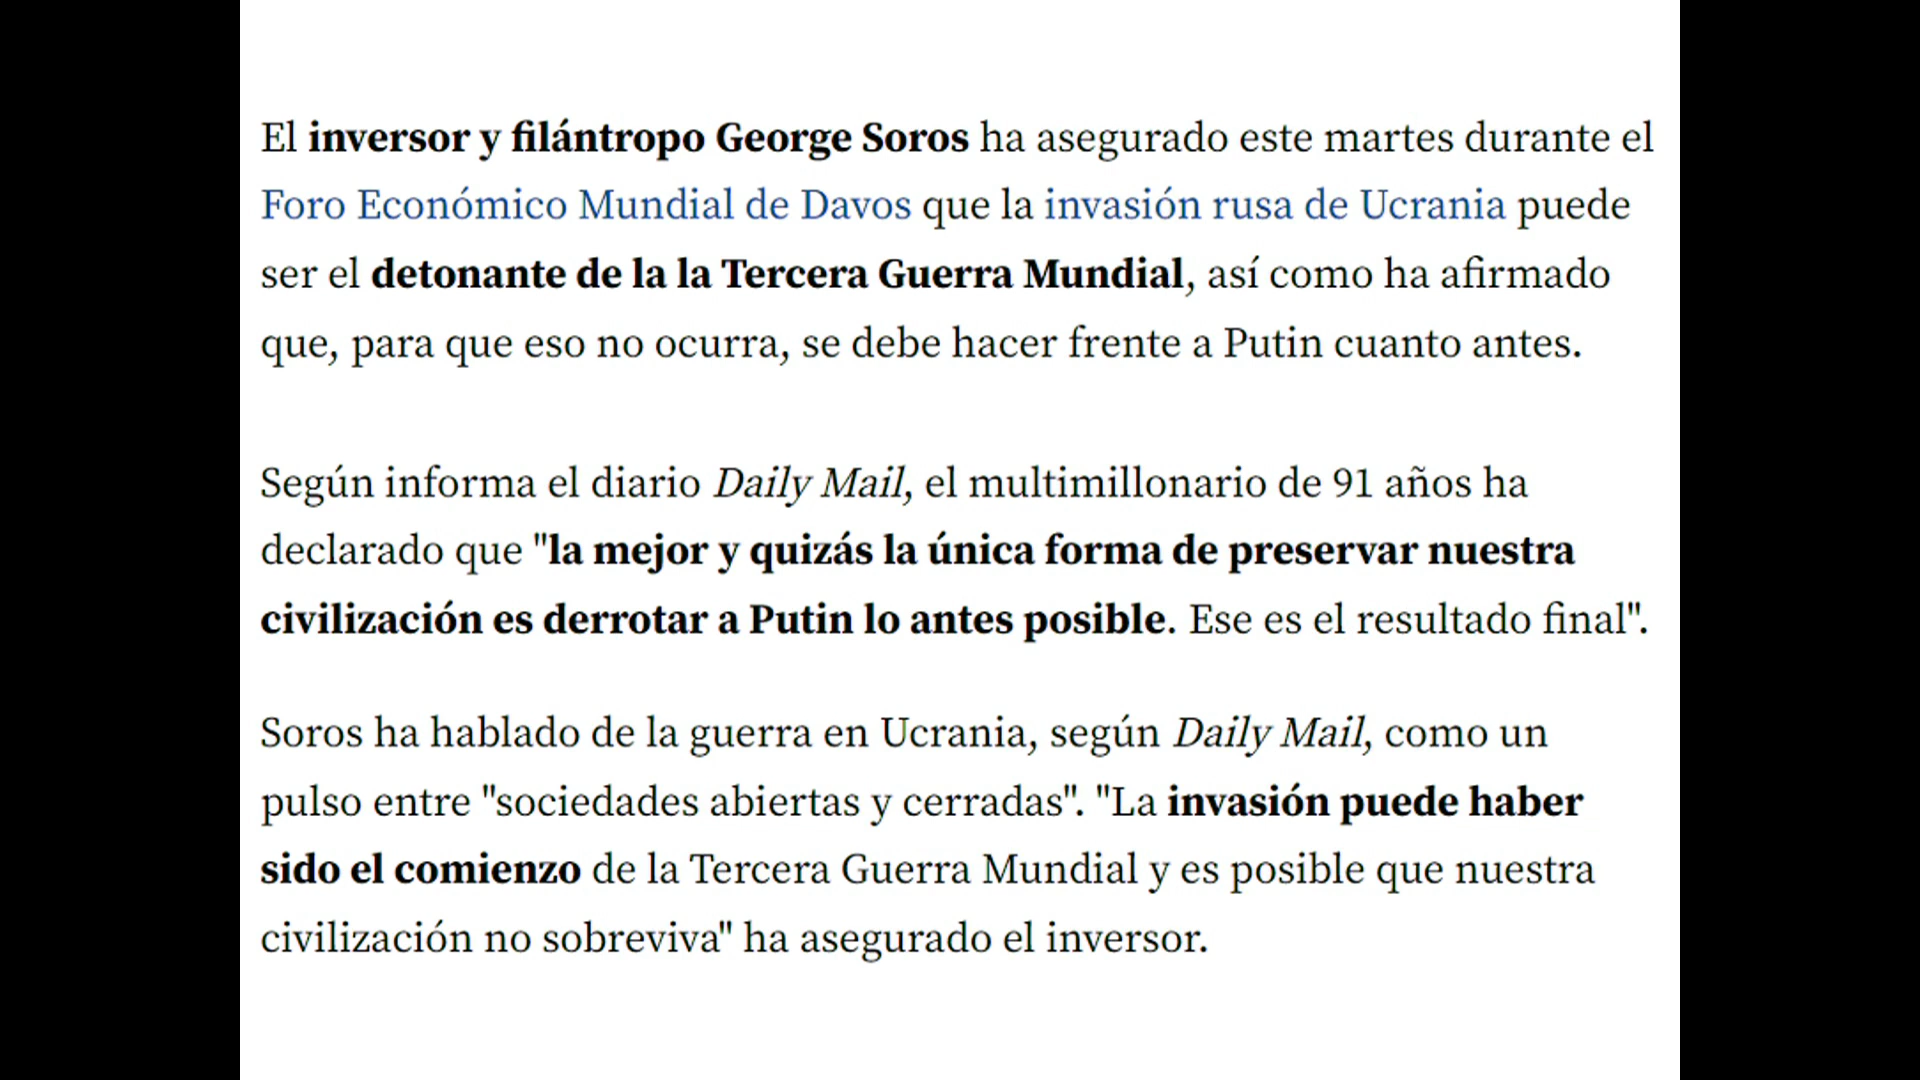 El inversor y filántropo George Soros ha asegurado este martes durante el
Foro Económico Mundial de Davos que la invasión rusa de Ucrania puede
ser el detonante de la la Tercera Guerra Mundial, así como ha afirmado
que, para que eso no ocurra, se debe hacer frente a Putin cuanto antes.
Según informa el diario Daily Mail, el multimillonario de 91 años ha
declarado que "la mejor y quizás la única forma de preservar nuestra
civilización es derrotar a Putin lo antes posible. Ese es el resultado final".
Soros ha hablado de la guerra en Ucrania, según Daily Mail, como un
pulso entre "sociedades abiertas y cerradas". "La invasión puede haber
sido el comienzo de la Tercera Guerra Mundial y es posible que nuestra
civilización no sobreviva" ha asegurado el inversor.